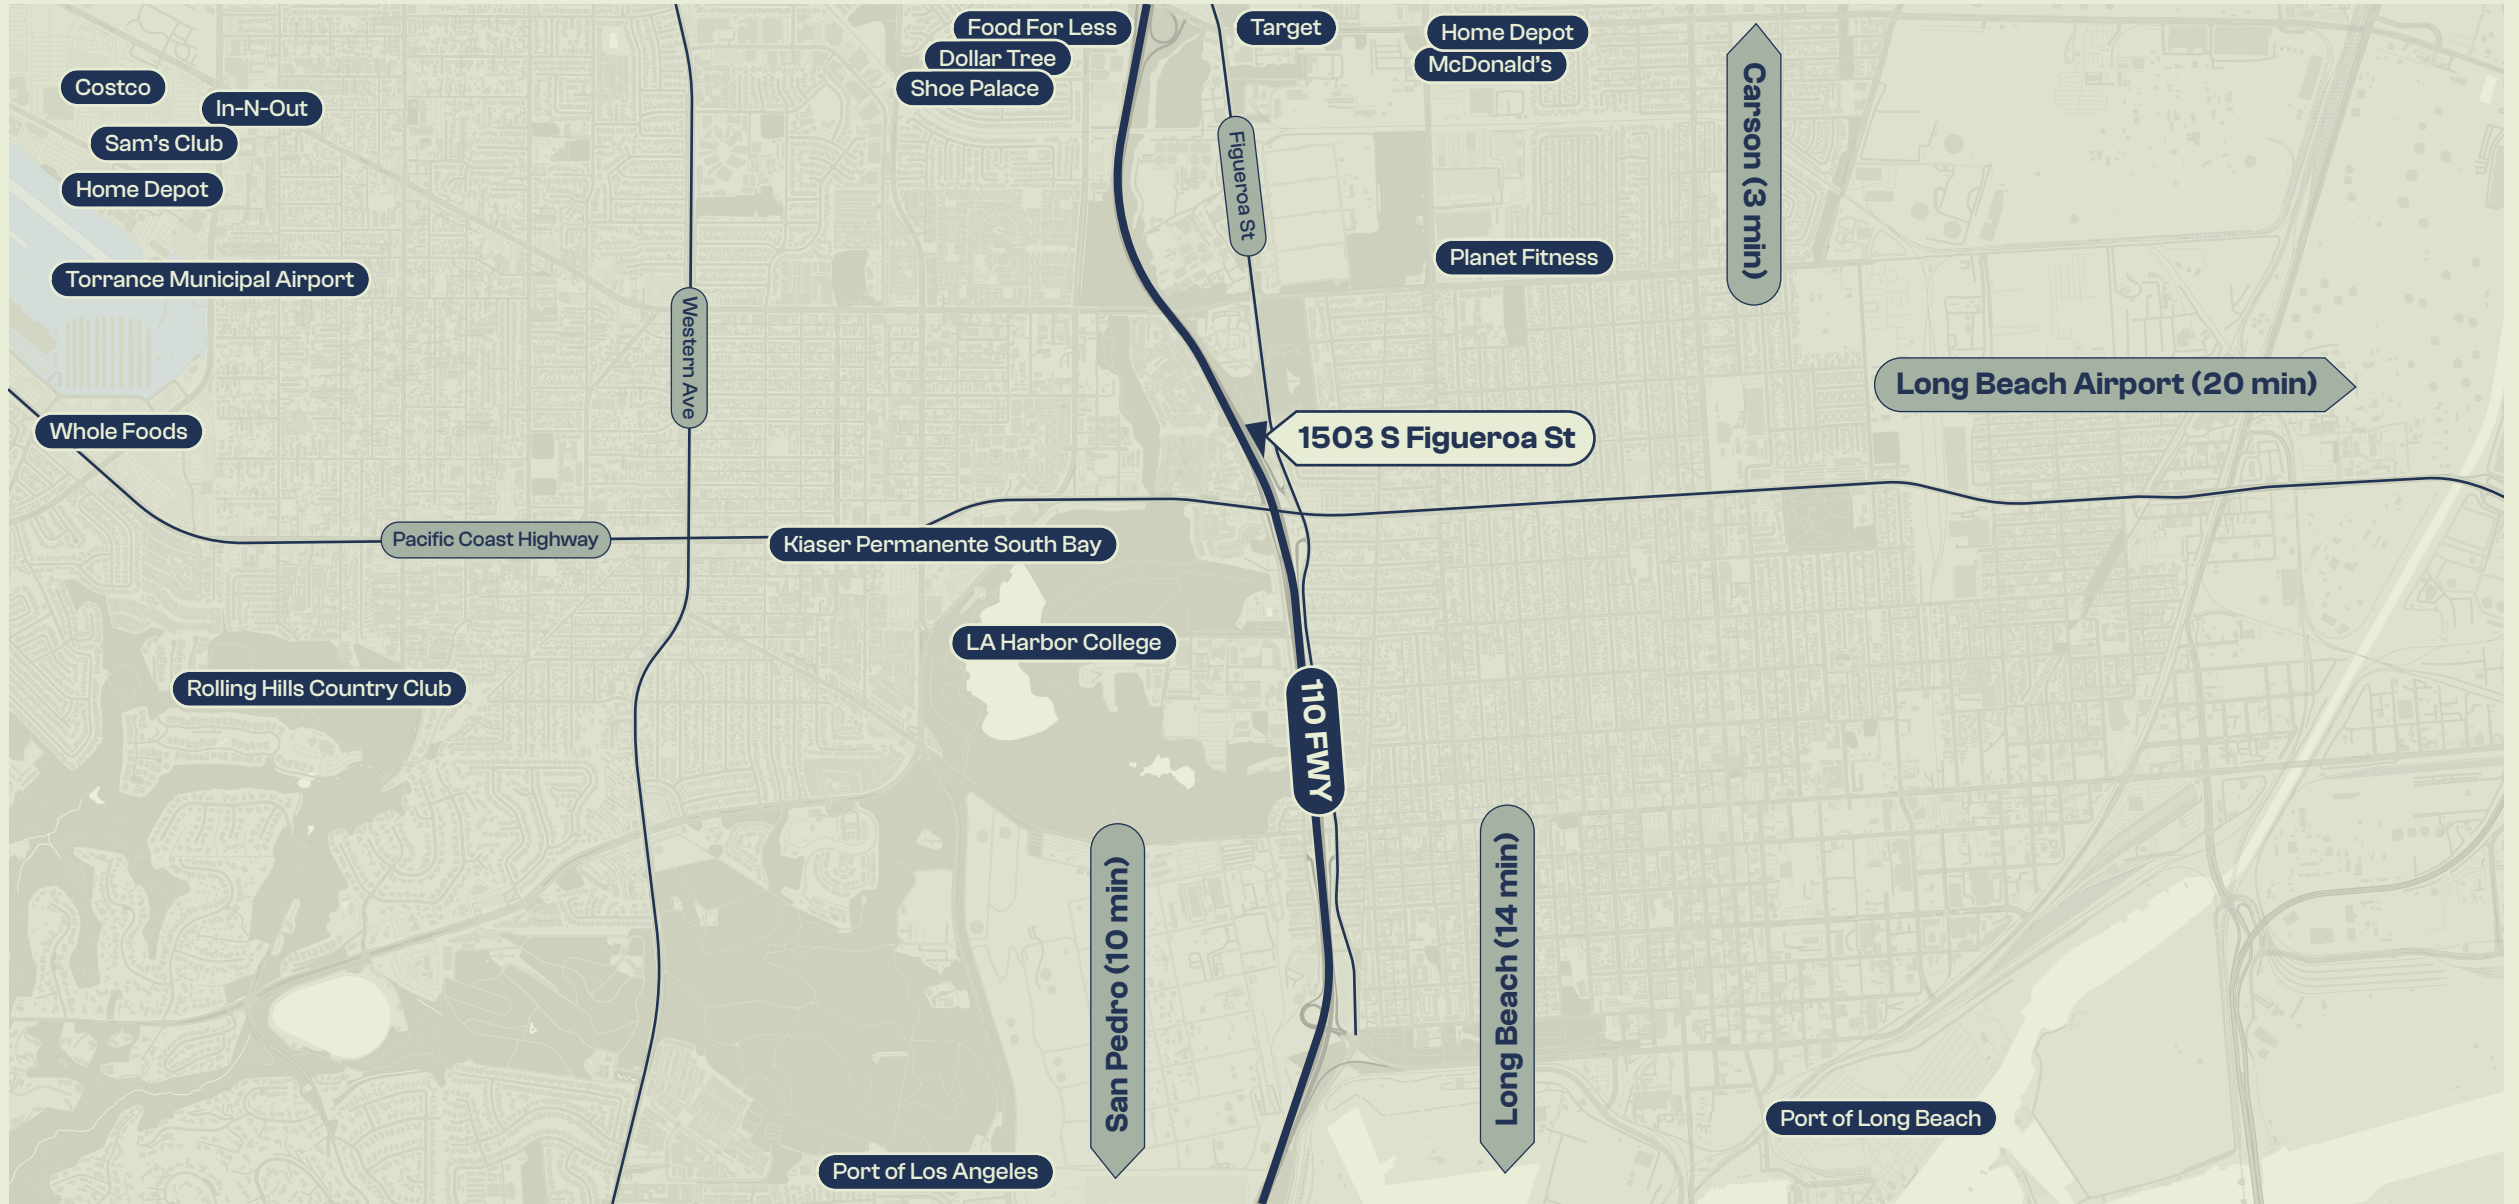 Food For Less
Target
Home Depot
Dollar Tree
McDonald's
Costco
Shoe Palace
In-N-Out
Sam's Club
Carson (3 min)
Home Depot
Figueroa St
Planet Fitness
Torrance Municipal Airport
Western Ave
Long Beach Airport (20 min)
Whole Foods
1503 S Figueroa St
Pacific Coast Highway
Kiaser Permanente South Bay
LA Harbor College
Rolling Hills Country Club
110 FWY
San Pedro (10 min)
Long Beach (14 min)
Port of Long Beach
Port of Los Angeles